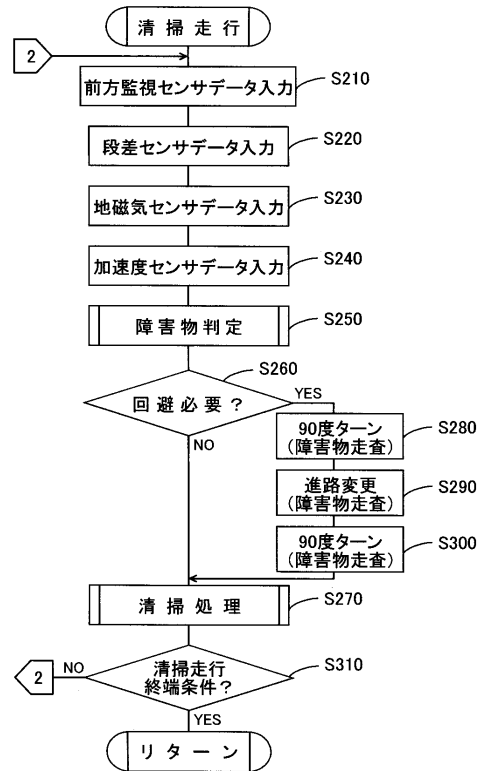 清掃走行
2
前方監視センサデータ入力
S210
段差センサデータ入力
S220
地磁気センサデータ入力
S230
加速度センサデータ入力
S240
障害物判定
S250
S260
回避必要？
YES
NO
90度ターン
(障害物走査)
S280
進路変更
(障害物走査)
S290
90度ターン
(障害物走査)
S300
清掃処理
S270
清掃走行
終端条件？
S310
NO
2
YES
リターン